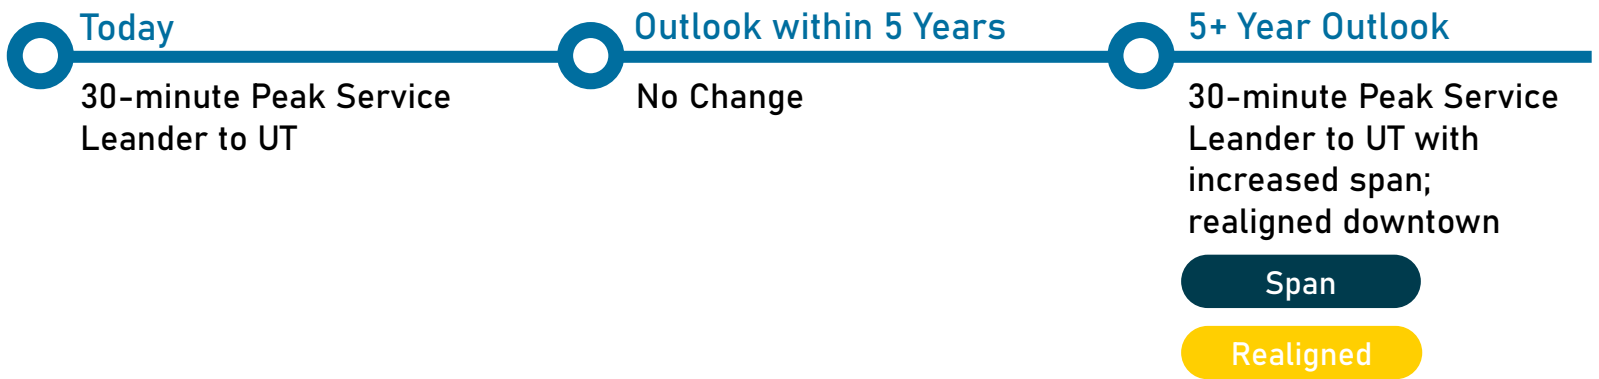 Today
30-minute Peak Service
Leander to UT
Outlook within 5 Years
No Change
5+ Year Outlook
30-minute Peak Service
Leander to UT with
increased span;
realigned downtown
Span
Realigned